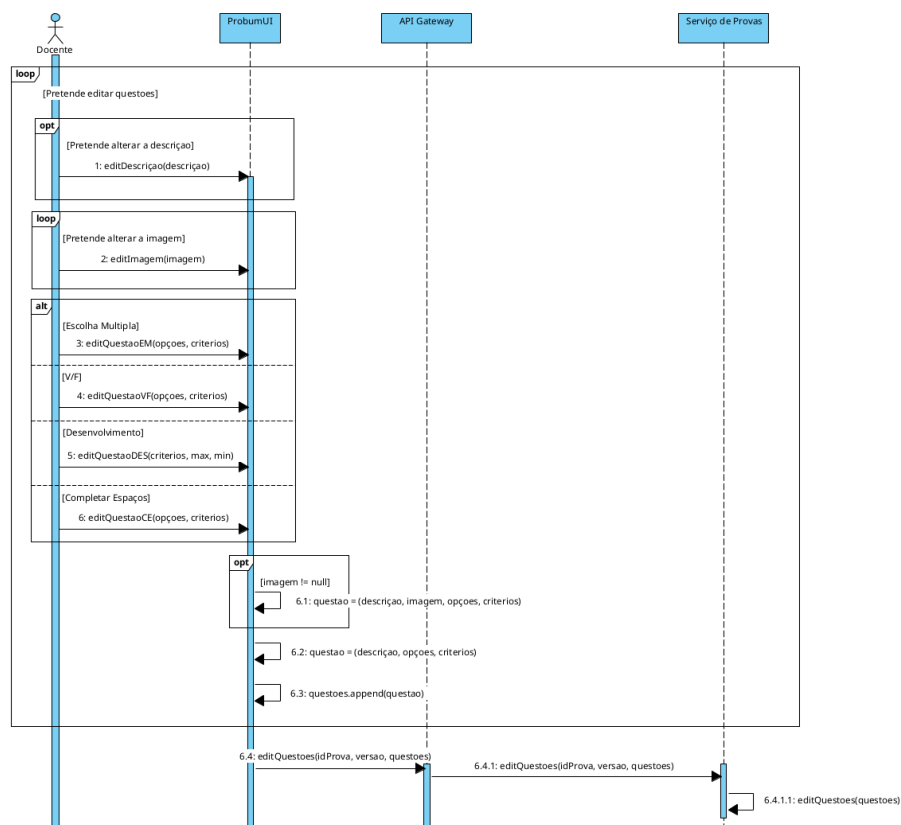 ProbumUI
API Gateway
Serviço de Provas
Docente
loop
[Pretende editar questoes]
opt
[Pretende alterar a descriçao]
1: editDescriçao(descriçao)
loop
[Pretende alterar a imagem]
2: editImagem(imagem)
alt
[Escolha Multipla]
3: editQuestaoEM(opçoes, criterios)
[V/F]
4: editQuestaoVF(opçoes, criterios)
[Desenvolvimento]
5: editQuestaoDES(criterios, max, min)
[Completar Espaços]
6: editQuestaoCE(opçoes, criterios)
opt
[imagem != null]
6.1: questao = (descriçao, imagem, opçoes, criterios)
6.2: questao = (descriçao, opçoes, criterios)
6.3: questoes.append(questao)
6.4: editQuestoes(idProva, versao, questoes)
6.4.1: editQuestoes(idProva, versao, questoes)
6.4.1.1: editQuestoes(questoes)